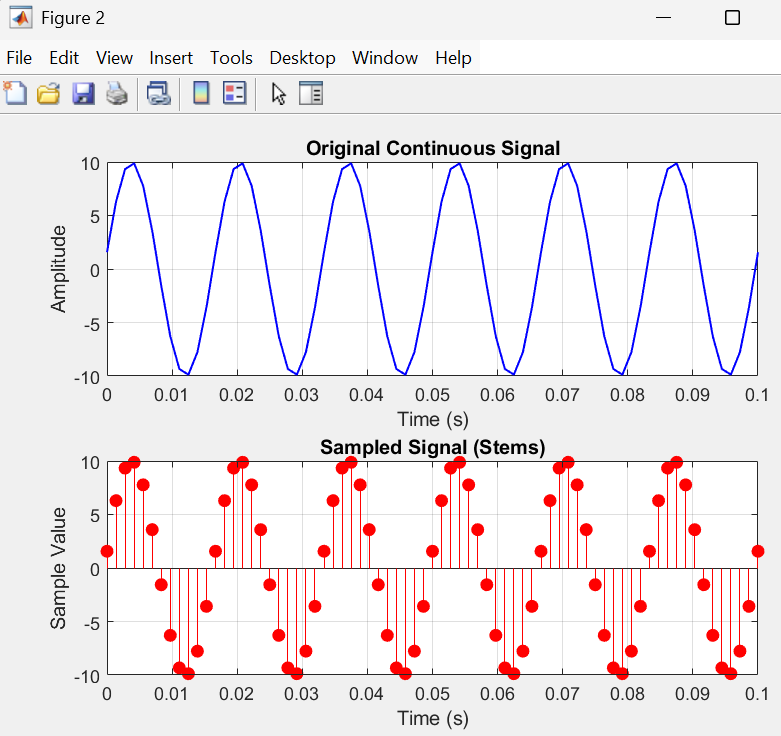 Figure 2
File Edit View Insert Tools Desktop Window Help
Original Continuous Signal
10
5
0
-5
-10
Amplitude
0 0.01 0.02 0.03 0.04 0.05 0.06 0.07 0.08 0.09 0.1
Time (s)
Sampled Signal (Stems)
10
5
0
-5
-10
Sample Value
0 0.01 0.02 0.03 0.04 0.05 0.06 0.07 0.08 0.09 0.1
Time (s)